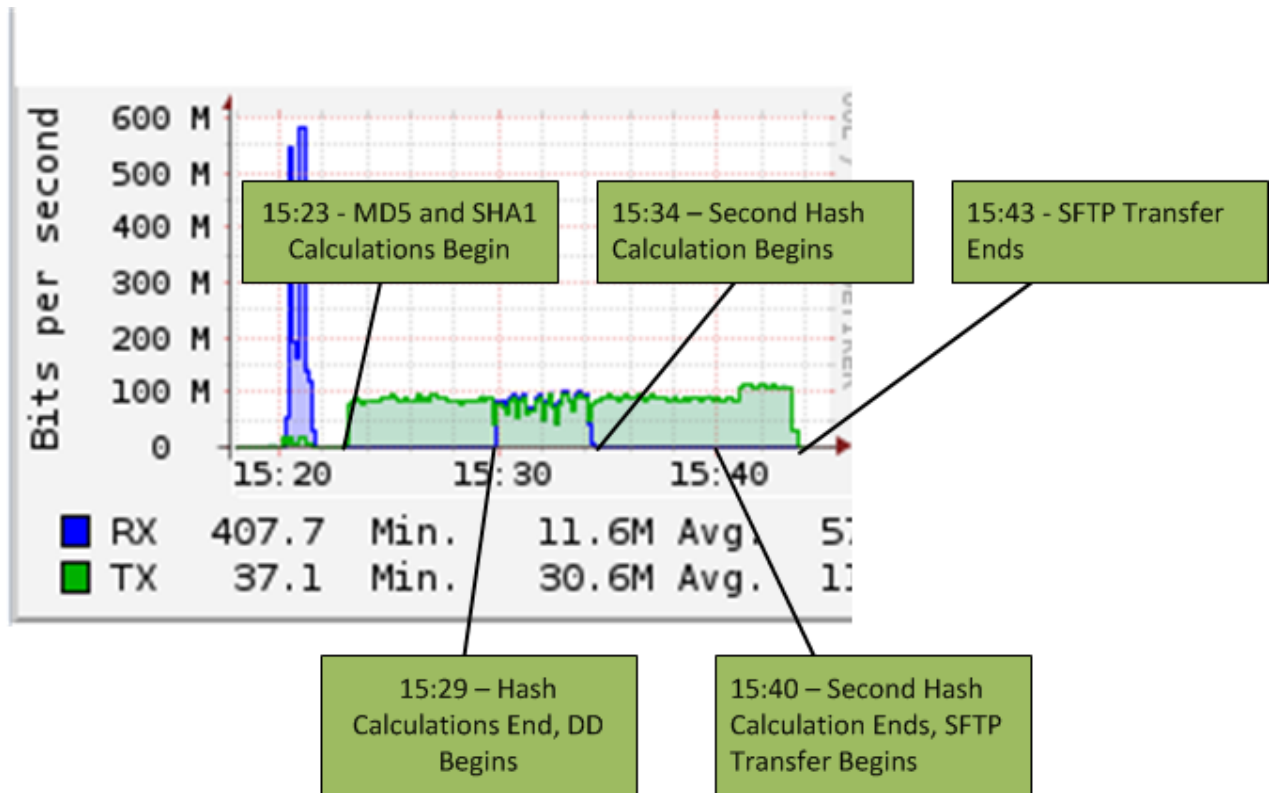 Bits per second
600 M
500 M
400 M
300 M
200 M
100 M
0
15:20
15:30
15:40
15:23 - MD5 and SHA1
Calculations Begin
15:34 – Second Hash
Calculation Begins
15:43 - SFTP Transfer
Ends
RX 407.7 Min. 11.6M Avg.
TX 37.1 Min. 30.6M Avg.
15:29 – Hash
Calculations End, DD
Begins
15:40 – Second Hash
Calculation Ends, SFTP
Transfer Begins